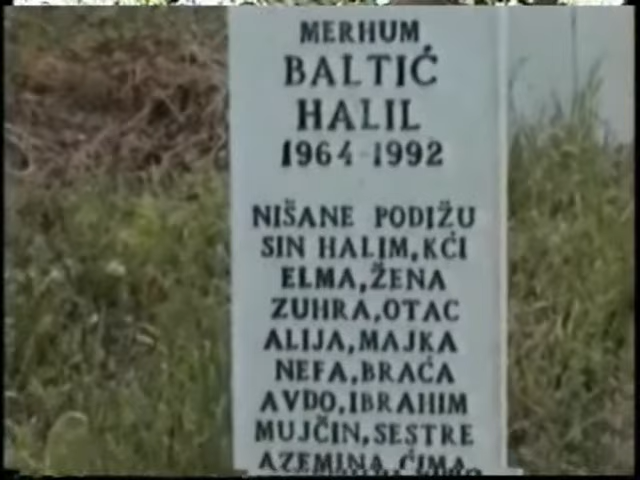 MERHUM
BALTIĆ
HALIL
1964-1992
NIŠANE PODIŽU
SIN HALIM,KĆI
ELMA,ŽENA
ZUHRA,OTAC
ALIJA,MAJKA
NEFA,BRAĆA
AVDO,IBRAHIM
MUJČIN,SESTRE
AZEMINA,ĆIMA